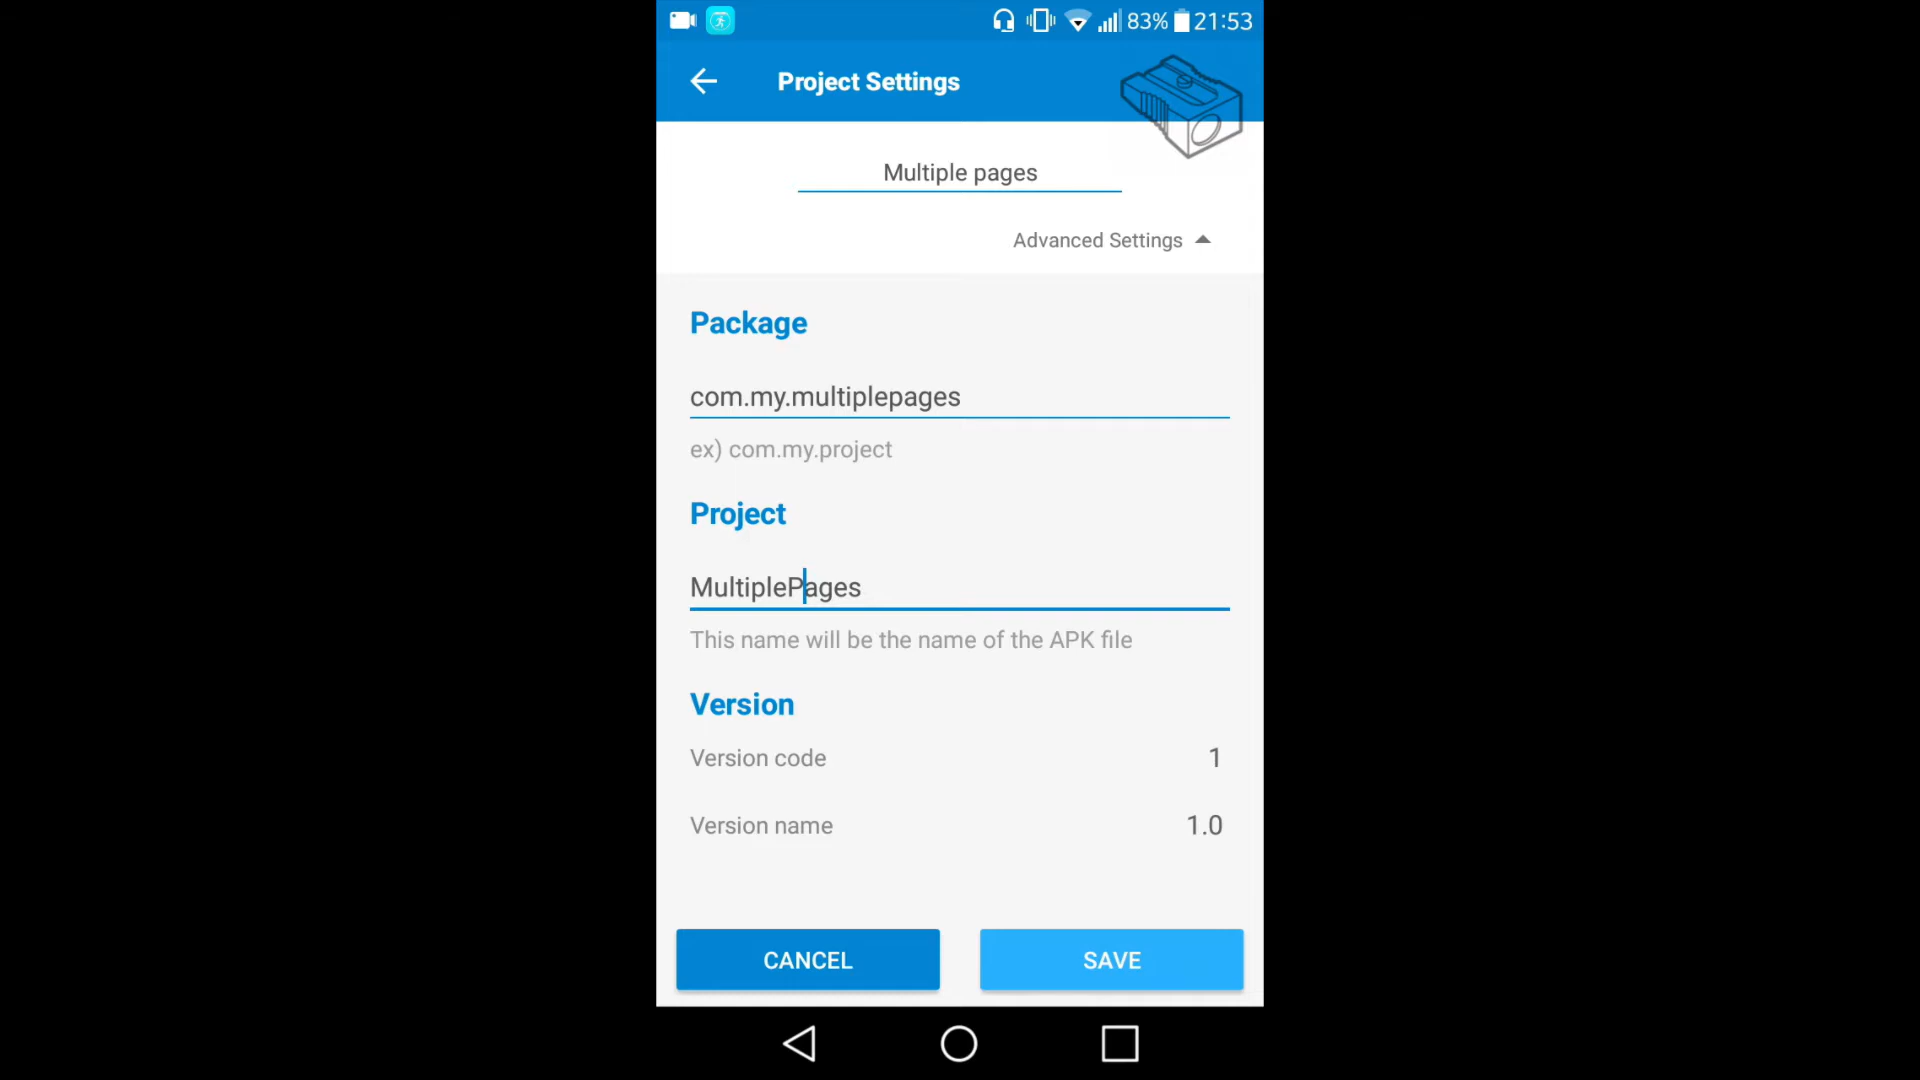 83% 21:53
Project Settings
Multiple pages
Advanced Settings
Package
com.my.multiplepages
ex) com.my.project
Project
MultiplePages
This name will be the name of the APK file
Version
Version code 1
Version name 1.0
CANCEL SAVE